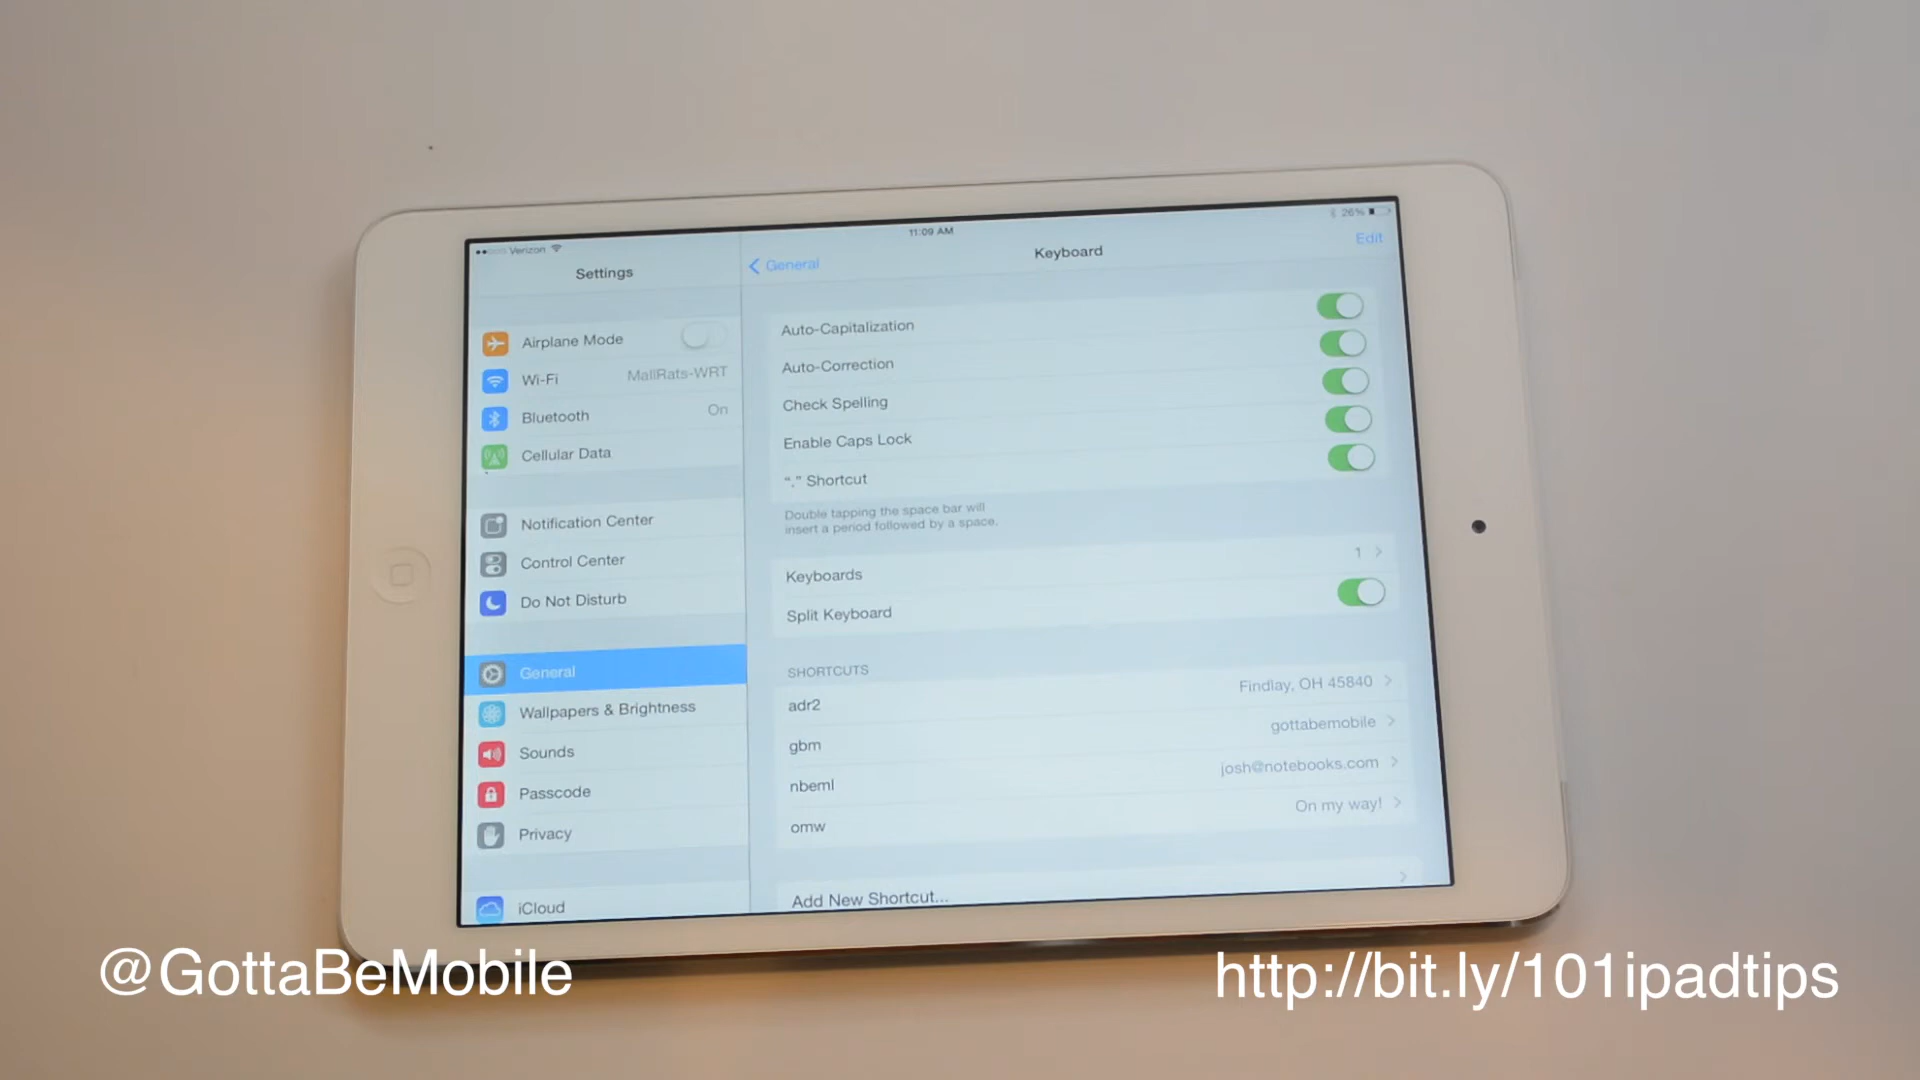 Verizon
11:09 AM
26%
Settings
General
Keyboard
Edit
Airplane Mode
Wi-Fi
MallRats-WRT
Bluetooth
On
Cellular Data
Notification Center
Control Center
Do Not Disturb
General
Wallpapers & Brightness
Sounds
Passcode
Privacy
iCloud
Auto-Capitalization
Auto-Correction
Check Spelling
Enable Caps Lock
“.” Shortcut
Double tapping the space bar will
insert a period followed by a space.
Keyboards
1
Split Keyboard
SHORTCUTS
adr2
Findlay, OH 45840
gbm
gottabemobile
nbeml
josh@notebooks.com
omw
On my way!
Add New Shortcut...
@GottaBeMobile
http://bit.ly/101ipadtips